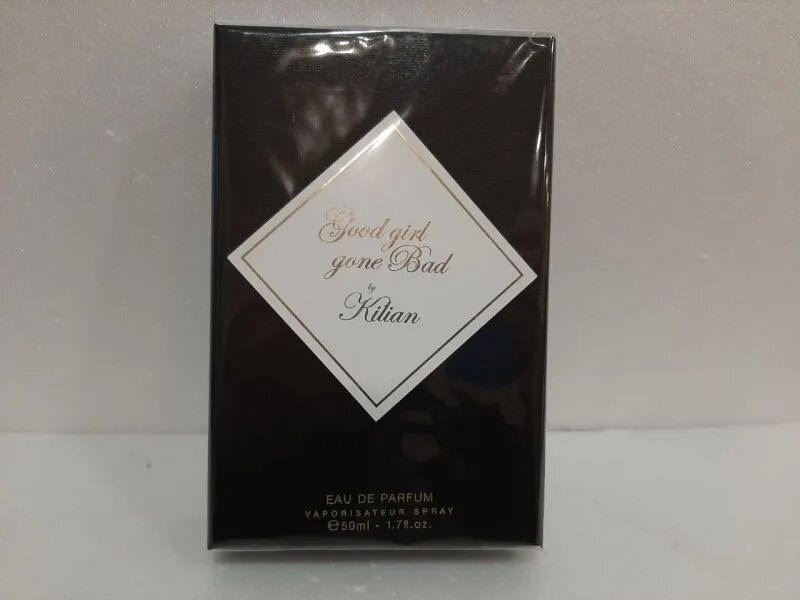 Good girl
gone Bad
by
Kilian
EAU DE PARFUM
VAPORISATEUR SPRAY
℮50ml - 1.7fl.oz.